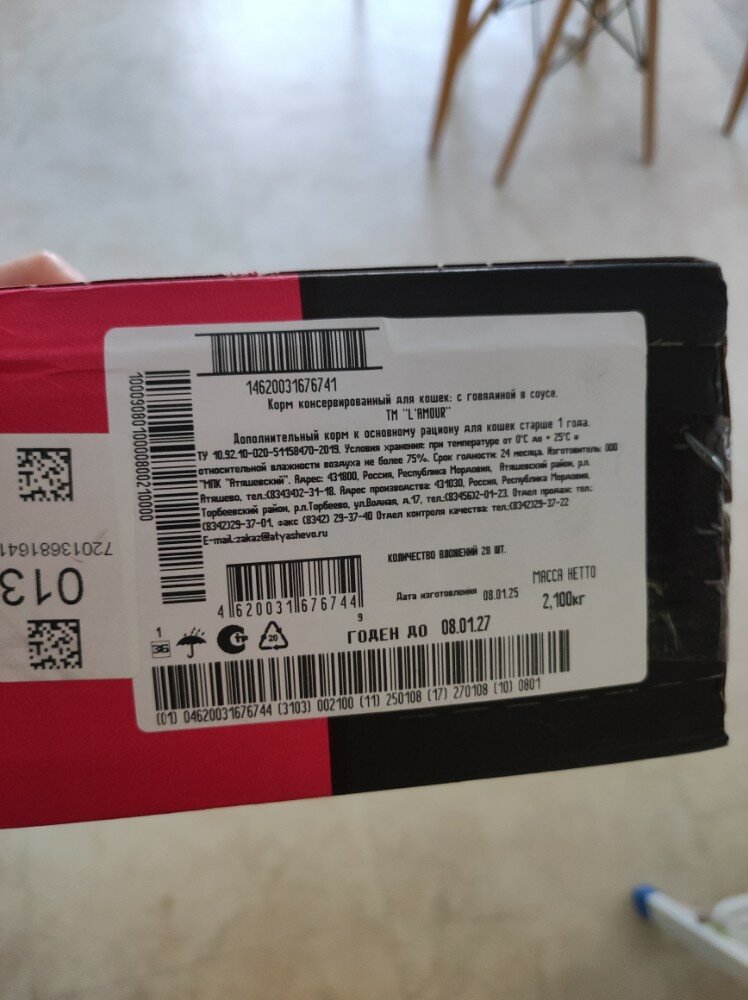 14620031676741
Корм консервированный для кошек: с говядиной в соусе.
ТМ "L'AMOUR"
Дополнительный корм к основному рациону для кошек старше 1 года.
ТУ 10.92.10-020-51158470-2019. Условия хранения: при температуре от 0°С до + 25°С и
относительной влажности воздуха не более 75%. Срок годности: 24 месяца. Изготовитель: ООО
"МПК "Атяшевский". Адрес: 431800, Россия, Республика Мордовия, Атяшевский район, р.п.
Атяшево, тел.:(83434)2-31-18. Адрес производства: 431030, Россия, Республика Мордовия,
Торбеевский район, р.п.Торбеево, ул.Водная, д.17, тел.:(83456)2-01-23. Отдел продаж: тел.:
(8342)29-37-01, факс (8342) 29-37-40 Отдел контроля качества: тел.:(8342)29-37-22
E-mail:zakaz@atyashevo.ru
1000908010000800210000
КОЛИЧЕСТВО ВЛОЖЕНИЙ 28 ШТ.
4 620031 676744
9
Дата изготовления 08.01.25
МАССА НЕТТО
2,100кг
ГОДЕН ДО 08.01.27
1
36
20
(01) 04620031676744 (3103) 002100 (11) 250108 (17) 270108 (10) 0801
013